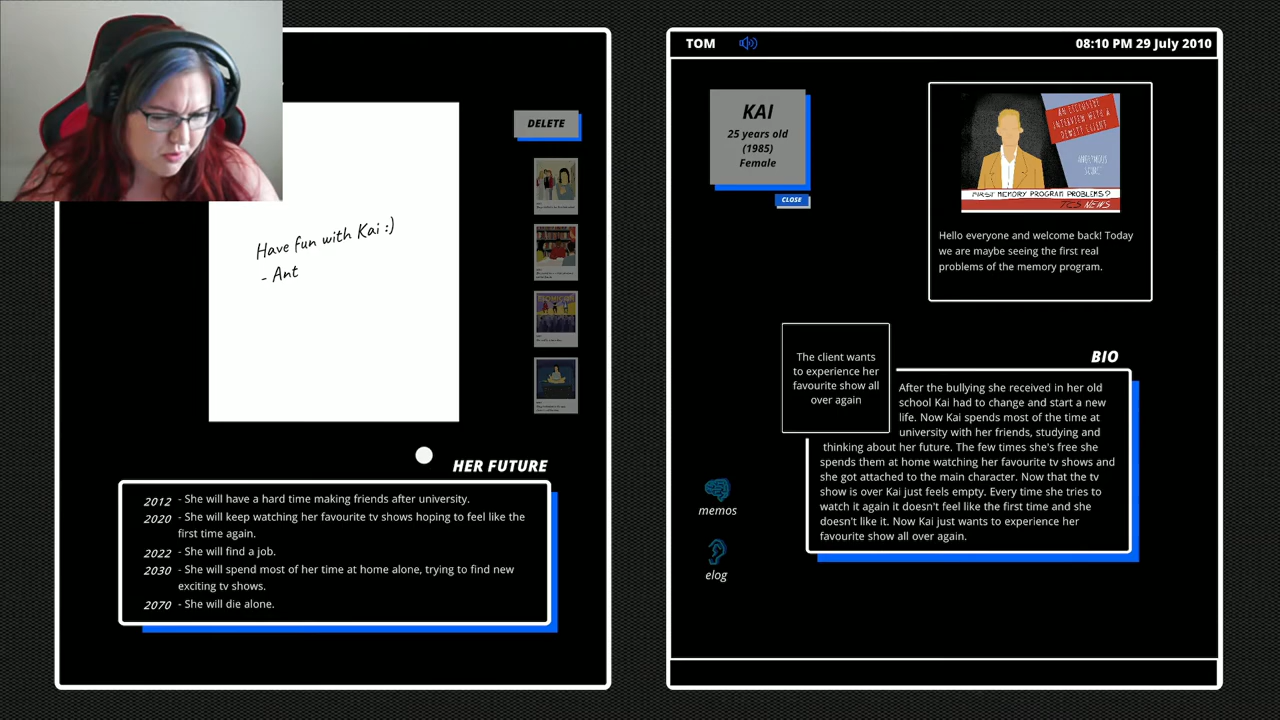 Have fun with Kai :)
- Ant
DELETE
HER FUTURE
2012 - She will have a hard time making friends after university.
2020 - She will keep watching her favourite tv shows hoping to feel like the
first time again.
2022 - She will find a job.
2030 - She will spend most of her time at home alone, trying to find new
exciting tv shows.
2070 - She will die alone.
TOM
08:10 PM 29 July 2010
KAI
25 years old
(1985)
Female
CLOSE
AN EXCLUSIVE
INTERVIEW WITH A
DEWITT CLIENT
"ANONYMOUS
FIRST MEMORY PROGRAM PROBLEMS?
NEWS
Hello everyone and welcome back! Today
we are maybe seeing the first real
problems of the memory program.
The client wants
to experience her
favourite show all
over again
BIO
After the bullying she received in her old
school Kai had to change and start a new
life. Now Kai spends most of the time at
university with her friends, studying and
thinking about her future. The few times she's free she
spends them at home watching her favourite tv shows and
she got attached to the main character. Now that the tv
show is over Kai just feels empty. Every time she tries to
watch it again it doesn't feel like the first time and she
doesn't like it. Now Kai just wants to experience her
favourite show all over again.
memos
elog